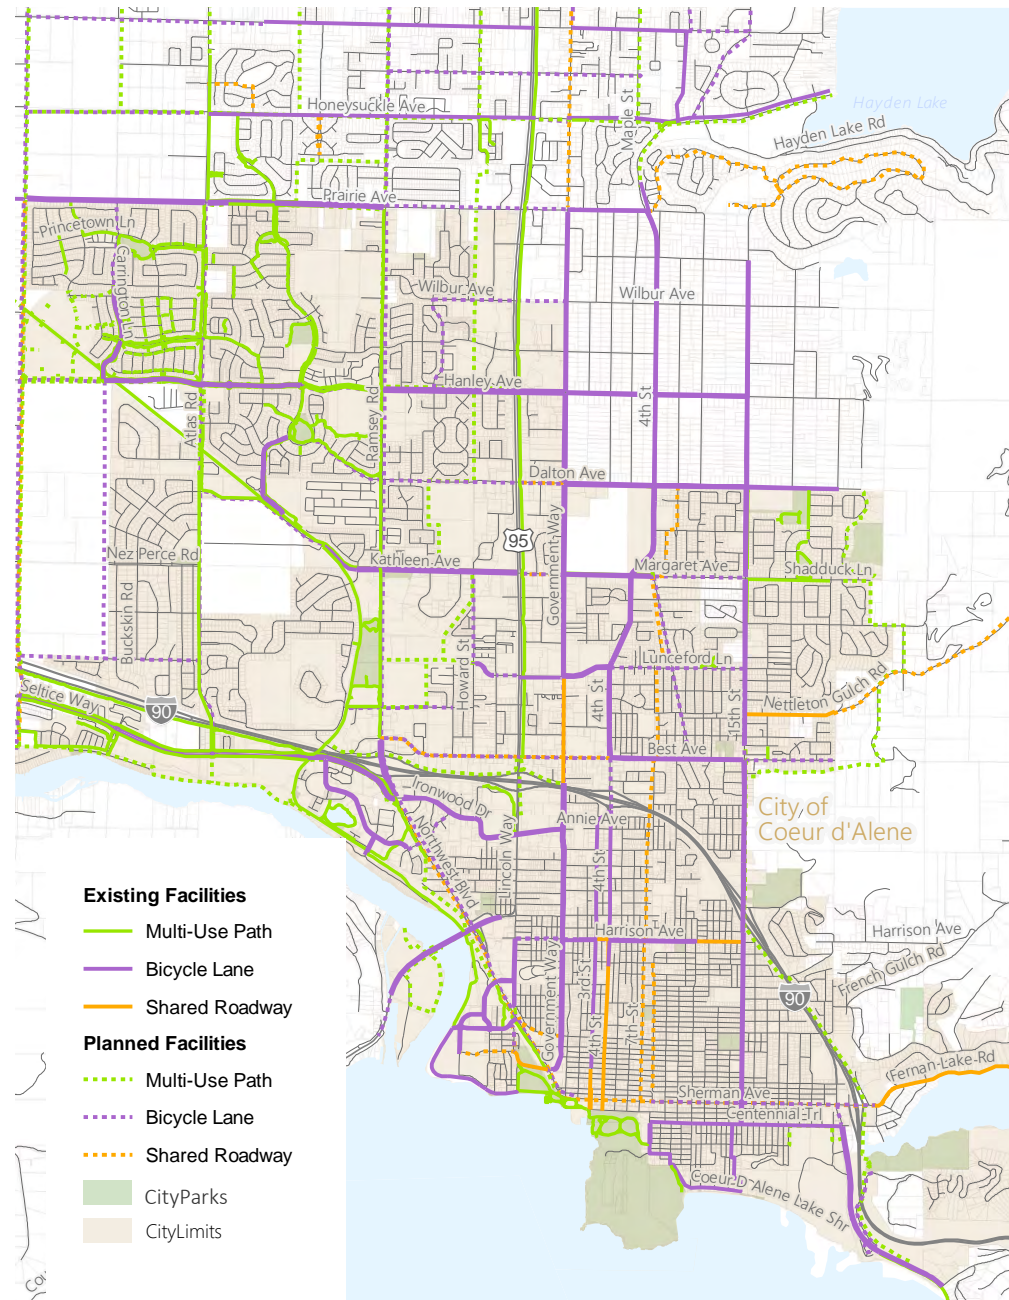 Hayden Lake
Honeysuckle Ave
Maple St
Hayden Lake Rd
Prairie Ave
Princetown Ln
Carrington Ln
Wilbur Ave
Wilbur Ave
Hanley Ave
4th St
Atlas Rd
Ramsey Rd
Dalton Ave
95
Government Way
Nez Perce Rd
Kathleen Ave
Margaret Ave
Shadduck Ln
Buckskin Rd
Howard St
Lunceford Ln
Seltice Way
90
4th St
15th St
Nettleton Gulch Rd
Best Ave
Ironwood Dr
Annie Ave
City of
Coeur d'Alene
Northwest Blvd
Lincoln Way
4th St
Harrison Ave
Harrison Ave
French Gulch Rd
Government Way
3rd St
4th St
7th St
90
Fernan Lake Rd
Sherman Ave
Centennial Trl
Coeur D Alene Lake Shr
Existing Facilities
Multi-Use Path
Bicycle Lane
Shared Roadway
Planned Facilities
Multi-Use Path
Bicycle Lane
Shared Roadway
CityParks
CityLimits